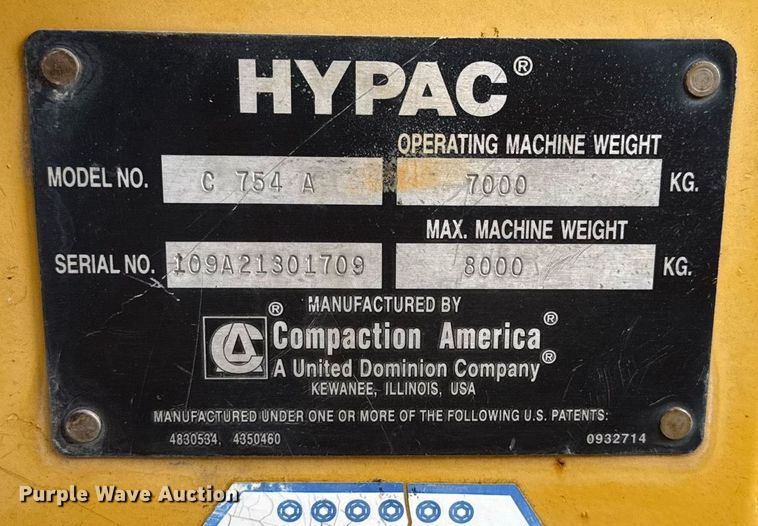 HYPAC®
OPERATING MACHINE WEIGHT
MODEL NO. C 754 A 7000 KG.
MAX. MACHINE WEIGHT
SERIAL NO. 109A21301709 8000 KG.
MANUFACTURED BY
CA ® Compaction America®
A United Dominion Company®
KEWANEE, ILLINOIS, USA
MANUFACTURED UNDER ONE OR MORE OF THE FOLLOWING U.S. PATENTS:
4830534, 4350460 0932714
Purple Wave Auction